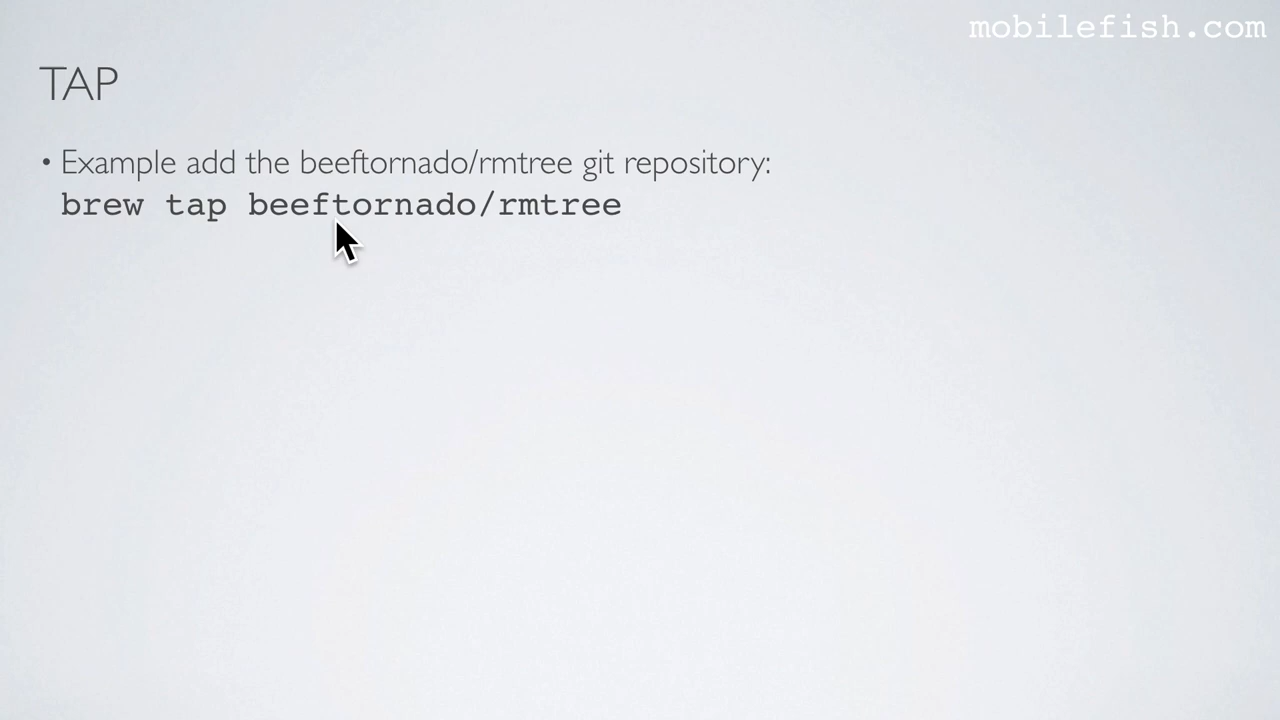 mobilefish.com
TAP
• Example add the beeftornado/rmtree git repository:
brew tap beeftornado/rmtree